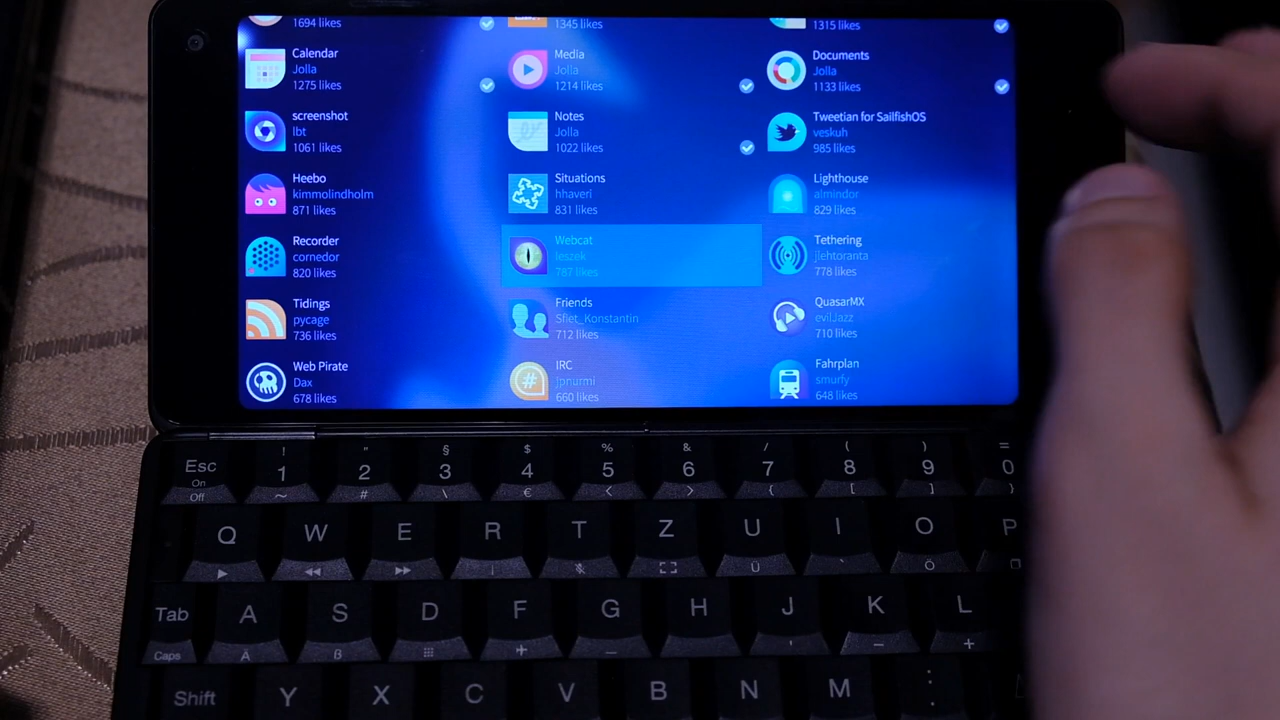 1694 likes
1345 likes
1315 likes
Calendar
Jolla
1275 likes
Media
Jolla
1214 likes
Documents
Jolla
1133 likes
screenshot
lbt
1061 likes
Notes
Jolla
1022 likes
Tweetian for SailfishOS
veskuh
985 likes
Heebo
kimmolindholm
871 likes
Situations
hhaveri
831 likes
Lighthouse
almindor
829 likes
Recorder
cornedor
820 likes
Webcat
leszek
787 likes
Tethering
jlehtoranta
778 likes
Tidings
pycage
736 likes
Friends
Sfiet_Konstantin
712 likes
QuasarMX
evilJazz
710 likes
Web Pirate
Dax
678 likes
IRC
jpnurmi
660 likes
Fahrplan
smurfy
648 likes
! " § $ % & / ( ) =
Esc 1 2 3 4 5 6 7 8 9 0
On
Off ~ # \ € < > { [ ] }
Q W E R T Z U I O P
Ü ` Ö
Tab A S D F G H J K L
Caps Ä ß _ ' – +
Shift Y X C V B N M :